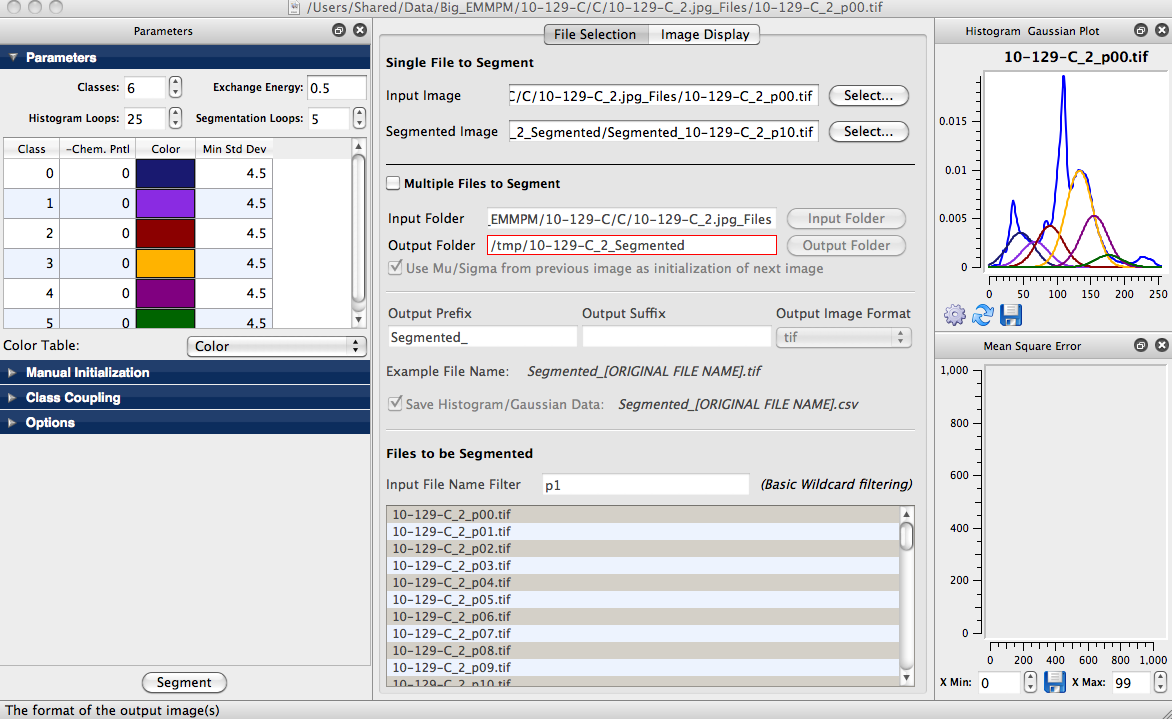 /Users/Shared/Data/Big_EMMPM/10-129-C/C/10-129-C_2.jpg_Files/10-129-C_2_p00.tif
Parameters
Parameters
Classes: 6 Exchange Energy: 0.5
Histogram Loops: 25 Segmentation Loops: 5
Class -Chem. Pntl Color Min Std Dev
0 0 4.5
1 0 4.5
2 0 4.5
3 0 4.5
4 0 4.5
5 0 4.5
Color Table: Color
Manual Initialization
Class Coupling
Options
Segment
The format of the output image(s)
File Selection Image Display
Single File to Segment
Input Image C/C/10-129-C_2.jpg_Files/10-129-C_2_p00.tif Select...
Segmented Image _2_Segmented/Segmented_10-129-C_2_p10.tif Select...
Multiple Files to Segment
Input Folder _EMMPM/10-129-C/C/10-129-C_2.jpg_Files Input Folder
Output Folder /tmp/10-129-C_2_Segmented Output Folder
Use Mu/Sigma from previous image as initialization of next image
Output Prefix Output Suffix Output Image Format
Segmented_ tif
Example File Name: Segmented_[ORIGINAL FILE NAME].tif
Save Histogram/Gaussian Data: Segmented_[ORIGINAL FILE NAME].csv
Files to be Segmented
Input File Name Filter p1 (Basic Wildcard filtering)
10-129-C_2_p00.tif
10-129-C_2_p01.tif
10-129-C_2_p02.tif
10-129-C_2_p03.tif
10-129-C_2_p04.tif
10-129-C_2_p05.tif
10-129-C_2_p06.tif
10-129-C_2_p07.tif
10-129-C_2_p08.tif
10-129-C_2_p09.tif
10-129-C_2_p10.tif
Histogram Gaussian Plot
10-129-C_2_p00.tif
0.015
0.01
0.005
0
0 50 100 150 200 250
Mean Square Error
1,000
800
600
400
200
0
0 200 400 600 800 1,000
X Min: 0 X Max: 99